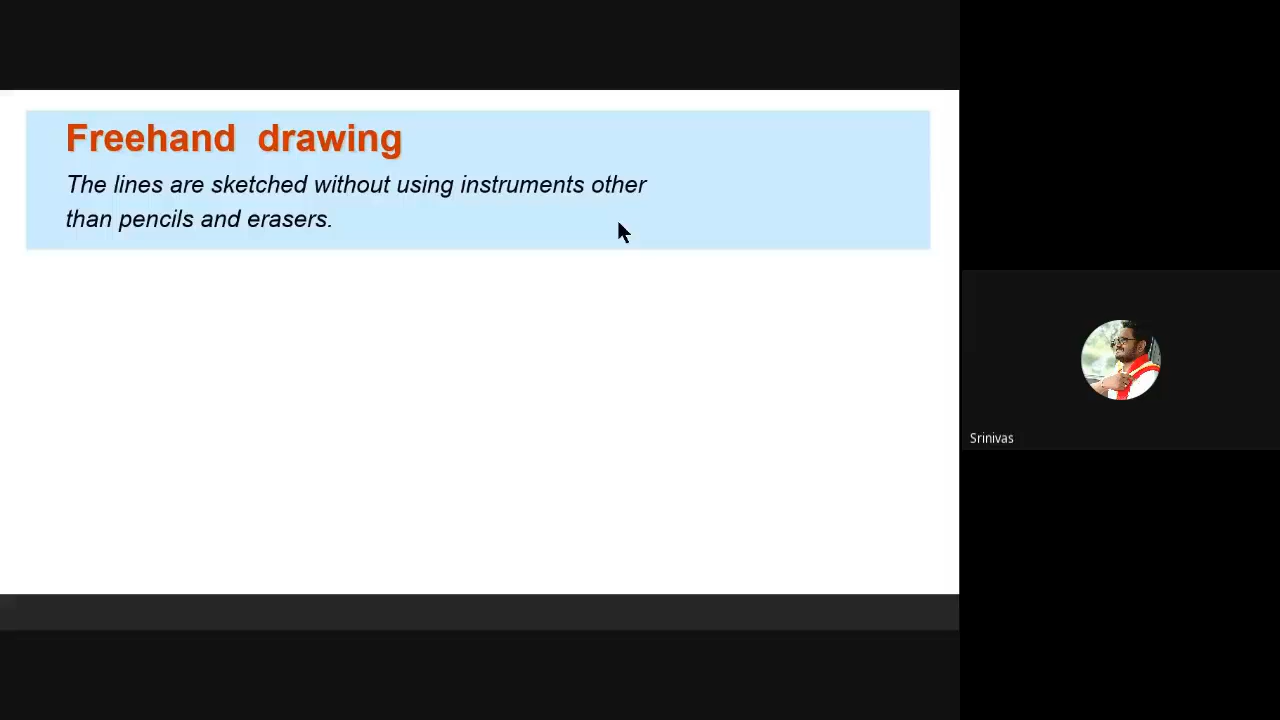 Freehand drawing
The lines are sketched without using instruments other
than pencils and erasers.
Srinivas